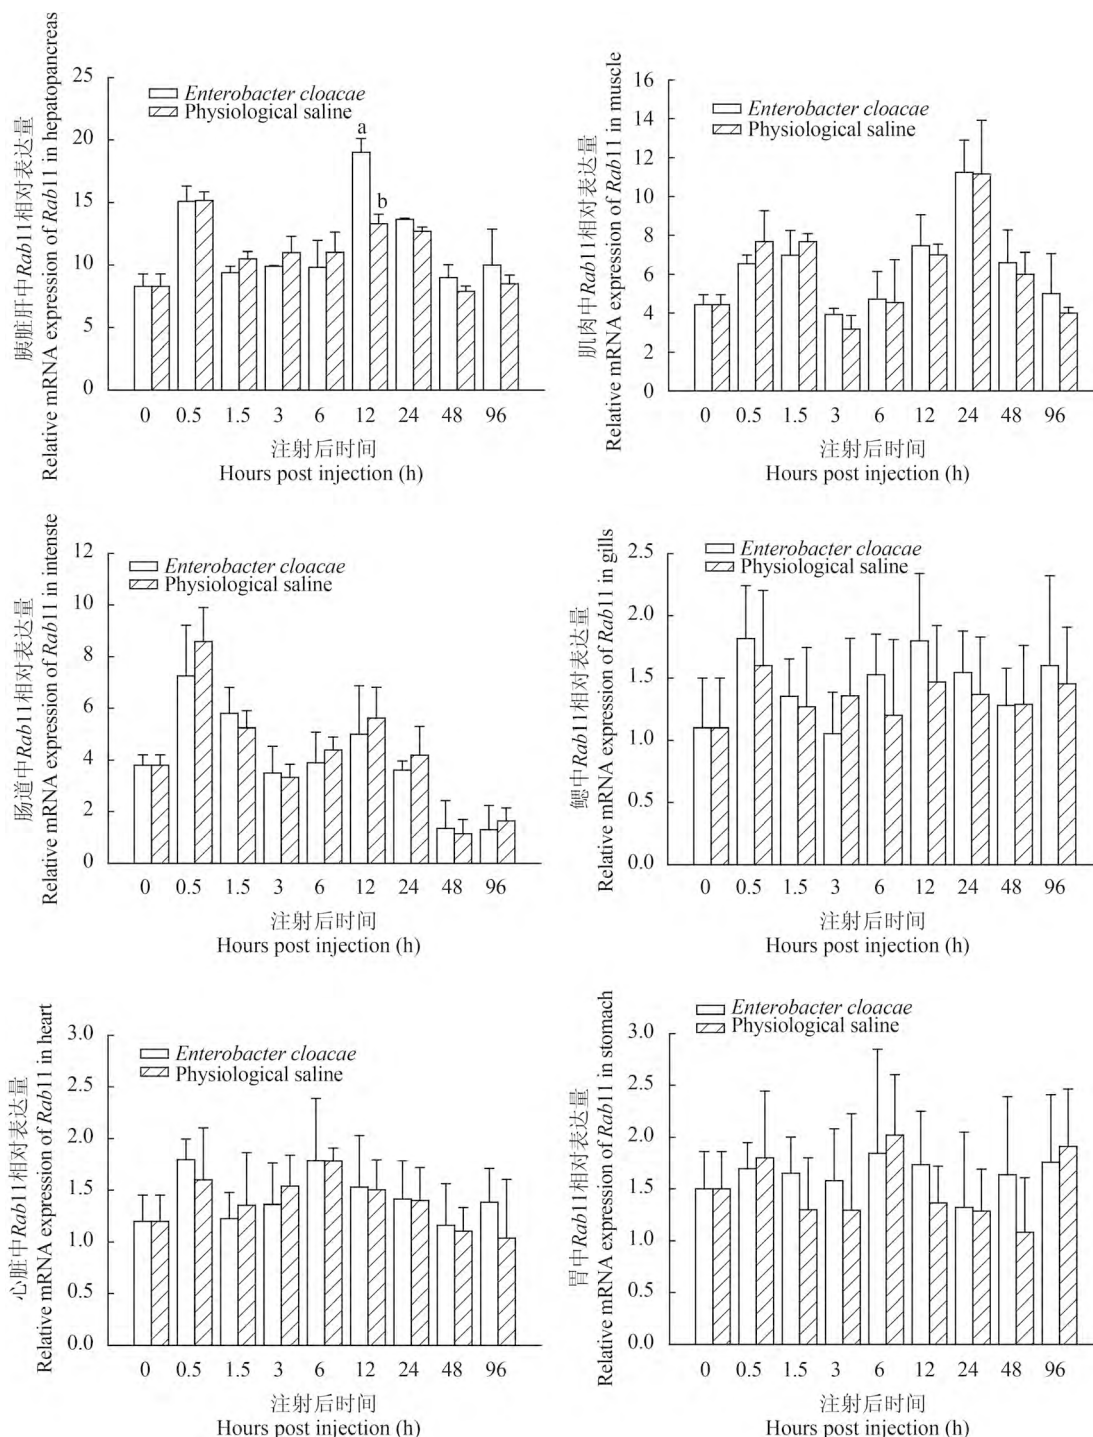 胰脏肝中Rab11相对表达量
Relative mRNA expression of Rab11 in hepatopancreas
25
20
15
10
5
0
Enterobacter cloacae
Physiological saline
a
b
0 0.5 1.5 3 6 12 24 48 96
注射后时间
Hours post injection (h)
肌肉中Rab11相对表达量
Relative mRNA expression of Rab11 in muscle
16
14
12
10
8
6
4
2
0
Enterobacter cloacae
Physiological saline
0 0.5 1.5 3 6 12 24 48 96
注射后时间
Hours post injection (h)
肠道中Rab11相对表达量
Relative mRNA expression of Rab11 in intenste
12
10
8
6
4
2
0
Enterobacter cloacae
Physiological saline
0 0.5 1.5 3 6 12 24 48 96
注射后时间
Hours post injection (h)
鳃中Rab11相对表达量
Relative mRNA expression of Rab11 in gills
2.5
2.0
1.5
1.0
0.5
0.0
Enterobacter cloacae
Physiological saline
0 0.5 1.5 3 6 12 24 48 96
注射后时间
Hours post injection (h)
心脏中Rab11相对表达量
Relative mRNA expression of Rab11 in heart
3.0
2.5
2.0
1.5
1.0
0.5
0.0
Enterobacter cloacae
Physiological saline
0 0.5 1.5 3 6 12 24 48 96
注射后时间
Hours post injection (h)
胃中Rab11相对表达量
Relative mRNA expression of Rab11 in stomach
3.0
2.5
2.0
1.5
1.0
0.5
0.0
Enterobacter cloacae
Physiological saline
0 0.5 1.5 3 6 12 24 48 96
注射后时间
Hours post injection (h)